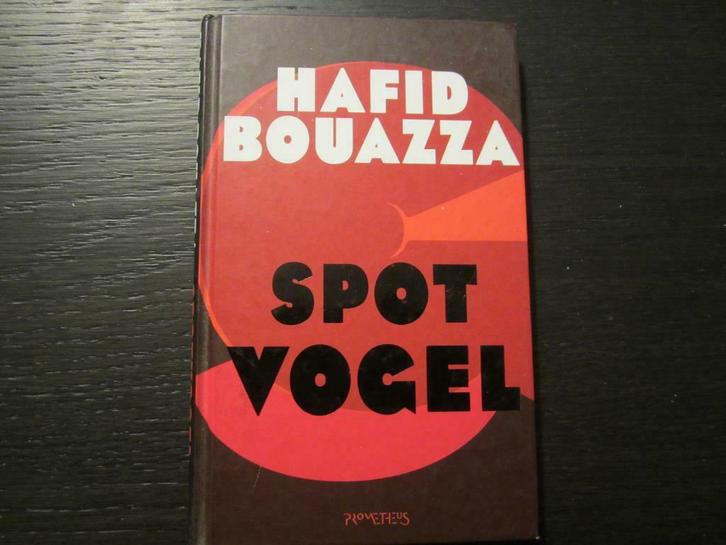 HAFID
BOUAZZA
SPOT
VOGEL
PROMETHEUS